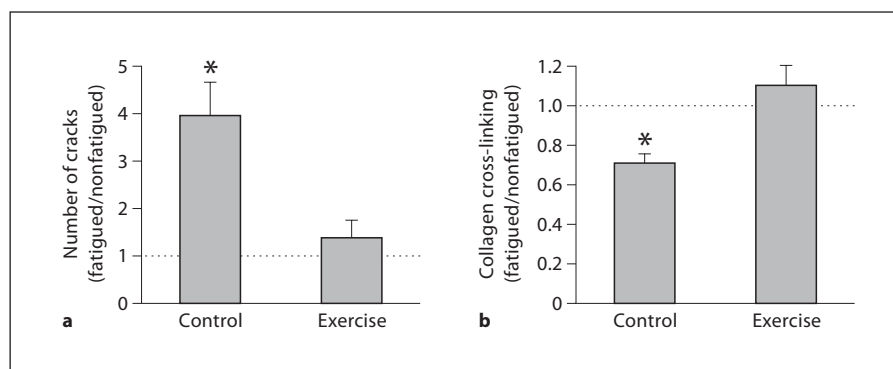 Number of cracks
(fatigued/nonfatigued)
5
4
3
2
1
0
*
Control
Exercise
a
Collagen cross-linking
(fatigued/nonfatigued)
1.2
1.0
0.8
0.6
0.4
0.2
0
*
Control
Exercise
b